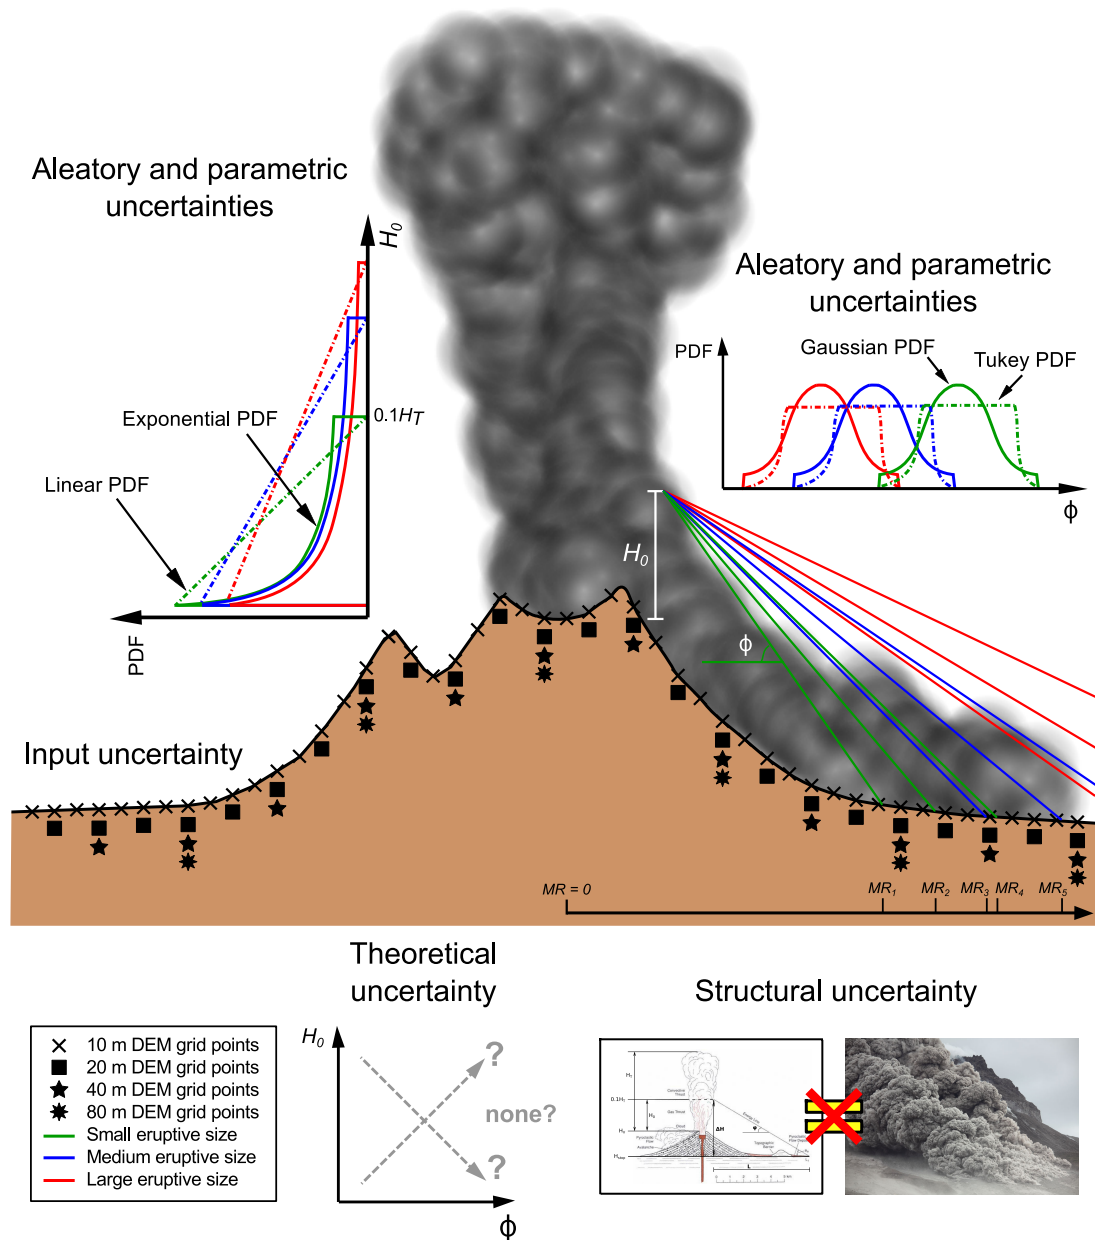 Aleatory and parametric
uncertainties
H0
Aleatory and parametric
uncertainties
PDF
Gaussian PDF
Tukey PDF
ϕ
Exponential PDF
0.1HT
Linear PDF
PDF
H0
ϕ
Input uncertainty
MR = 0
MR1
MR2
MR3
MR4
MR5
Theoretical
uncertainty
Structural uncertainty
10 m DEM grid points
20 m DEM grid points
40 m DEM grid points
80 m DEM grid points
Small eruptive size
Medium eruptive size
Large eruptive size
H0
?
none?
?
ϕ
0.1HT
ΔH
L